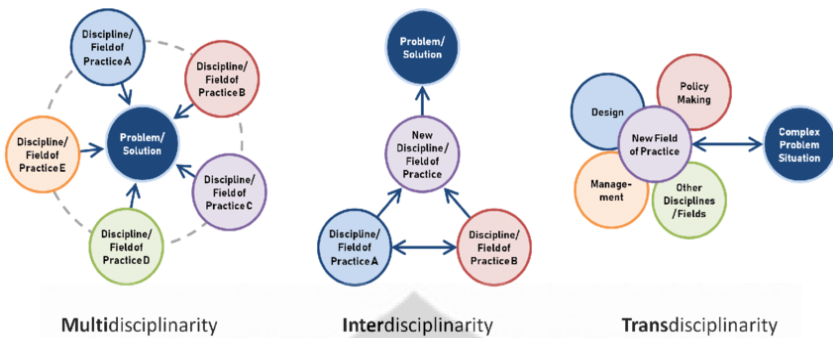 Discipline/
Field of
Practice A
Discipline/
Field of
Practice B
Problem/
Solution
Discipline/
Field of
Practice E
Discipline/
Field of
Practice C
Discipline/
Field of
Practice D
Multidisciplinarity
Problem/
Solution
New
Discipline/
Field of
Practice
Discipline/
Field of
Practice A
Discipline/
Field of
Practice B
Interdisciplinarity
Policy
Making
Design
New Field
of Practice
Complex
Problem
Situation
Manage-
ment
Other
Disciplines
/Fields
Transdisciplinarity